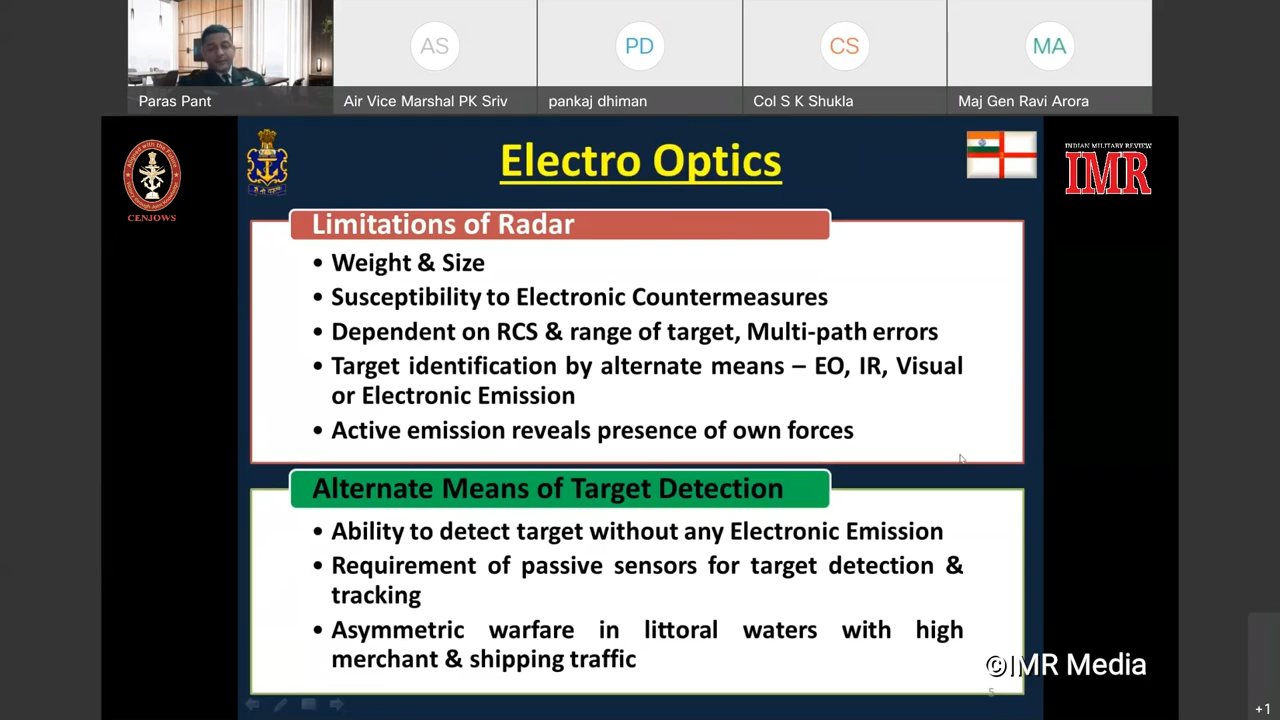 AS
PD
CS
MA
Paras Pant
Air Vice Marshal PK Sriv
pankaj dhiman
Col S K Shukla
Maj Gen Ravi Arora
Electro Optics
CENJOWS
INDIAN MILITARY REVIEW
IMR
Limitations of Radar
• Weight & Size
• Susceptibility to Electronic Countermeasures
• Dependent on RCS & range of target, Multi-path errors
• Target identification by alternate means – EO, IR, Visual
or Electronic Emission
• Active emission reveals presence of own forces
Alternate Means of Target Detection
• Ability to detect target without any Electronic Emission
• Requirement of passive sensors for target detection &
tracking
• Asymmetric warfare in littoral waters with high
merchant & shipping traffic
©IMR Media
5
+1